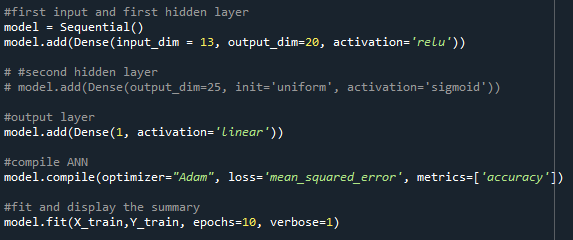 #first input and first hidden layer
model = Sequential()
model.add(Dense(input_dim = 13, output_dim=20, activation='relu'))
# #second hidden layer
# model.add(Dense(output_dim=25, init='uniform', activation='sigmoid'))
#output layer
model.add(Dense(1, activation='linear'))
#compile ANN
model.compile(optimizer="Adam", loss='mean_squared_error', metrics=['accuracy'])
#fit and display the summary
model.fit(X_train,Y_train, epochs=10, verbose=1)